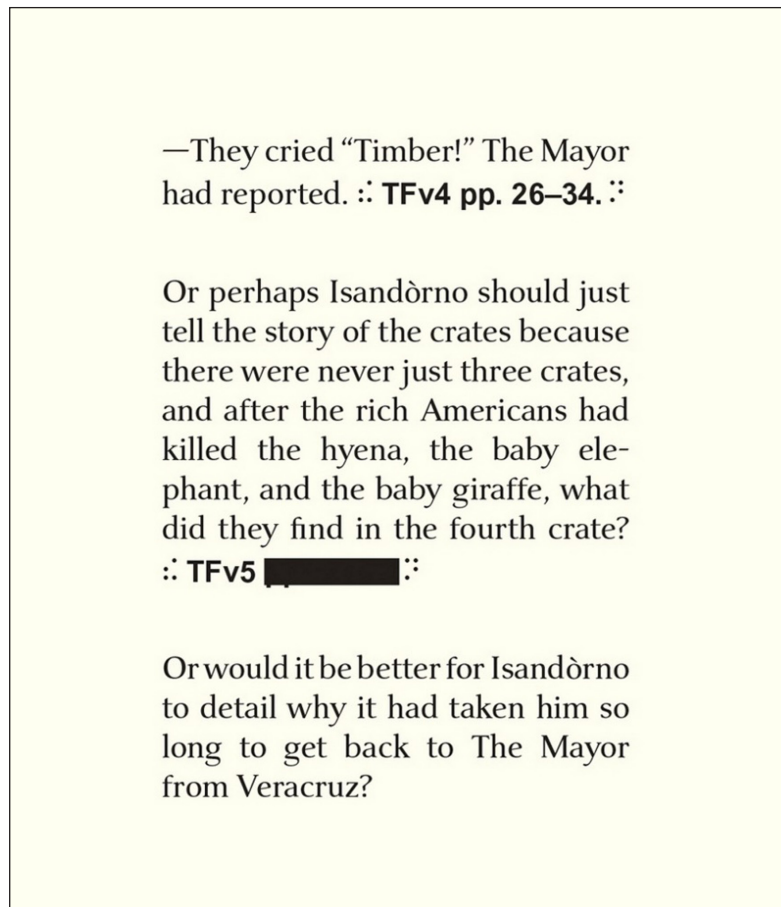 —They cried “Timber!” The Mayor
had reported. ⁖ TFv4 pp. 26–34. ⁖
Or perhaps Isandòrno should just
tell the story of the crates because
there were never just three crates,
and after the rich Americans had
killed the hyena, the baby ele-
phant, and the baby giraffe, what
did they find in the fourth crate?
⁖ TFv5
Or would it be better for Isandòrno
to detail why it had taken him so
long to get back to The Mayor
from Veracruz?